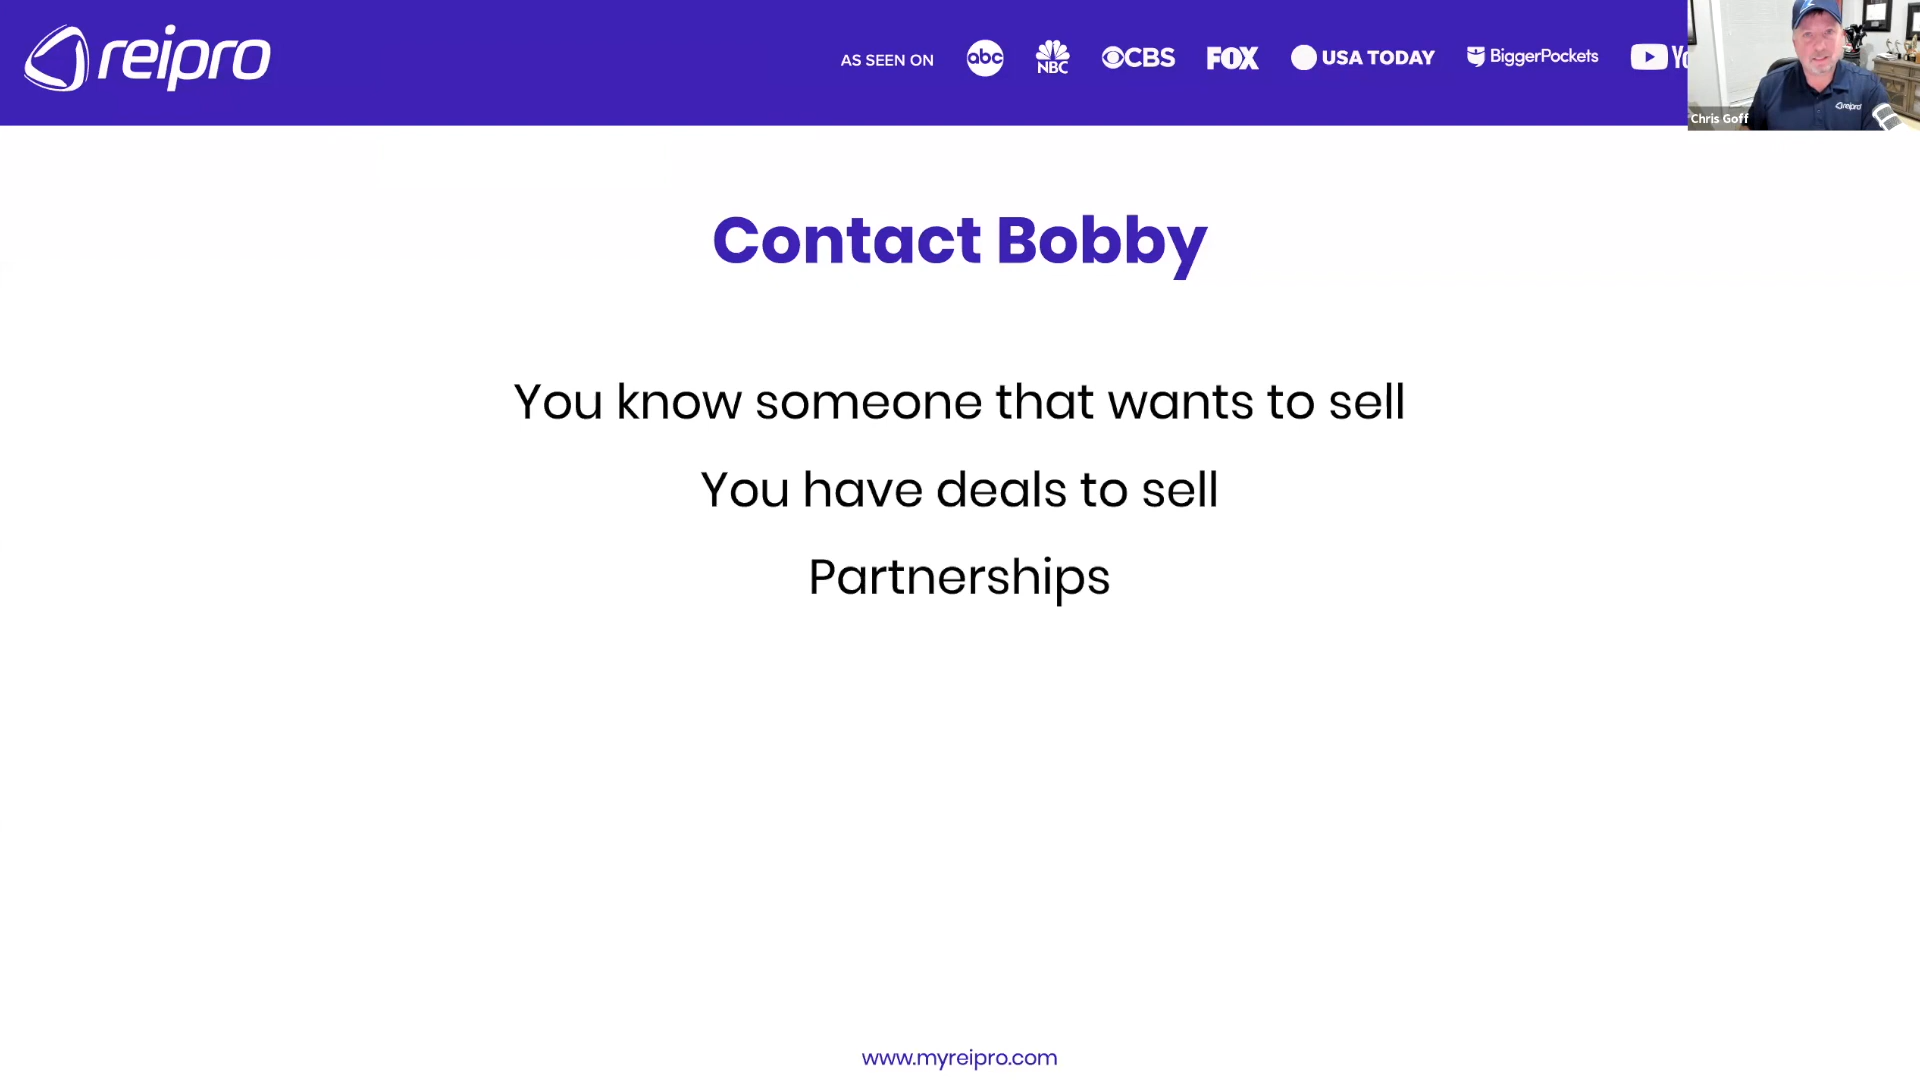 reipro
AS SEEN ON
abc
NBC
CBS
FOX
USA TODAY
BiggerPockets
reipro
Chris Goff
Contact Bobby
You know someone that wants to sell
You have deals to sell
Partnerships
www.myreipro.com